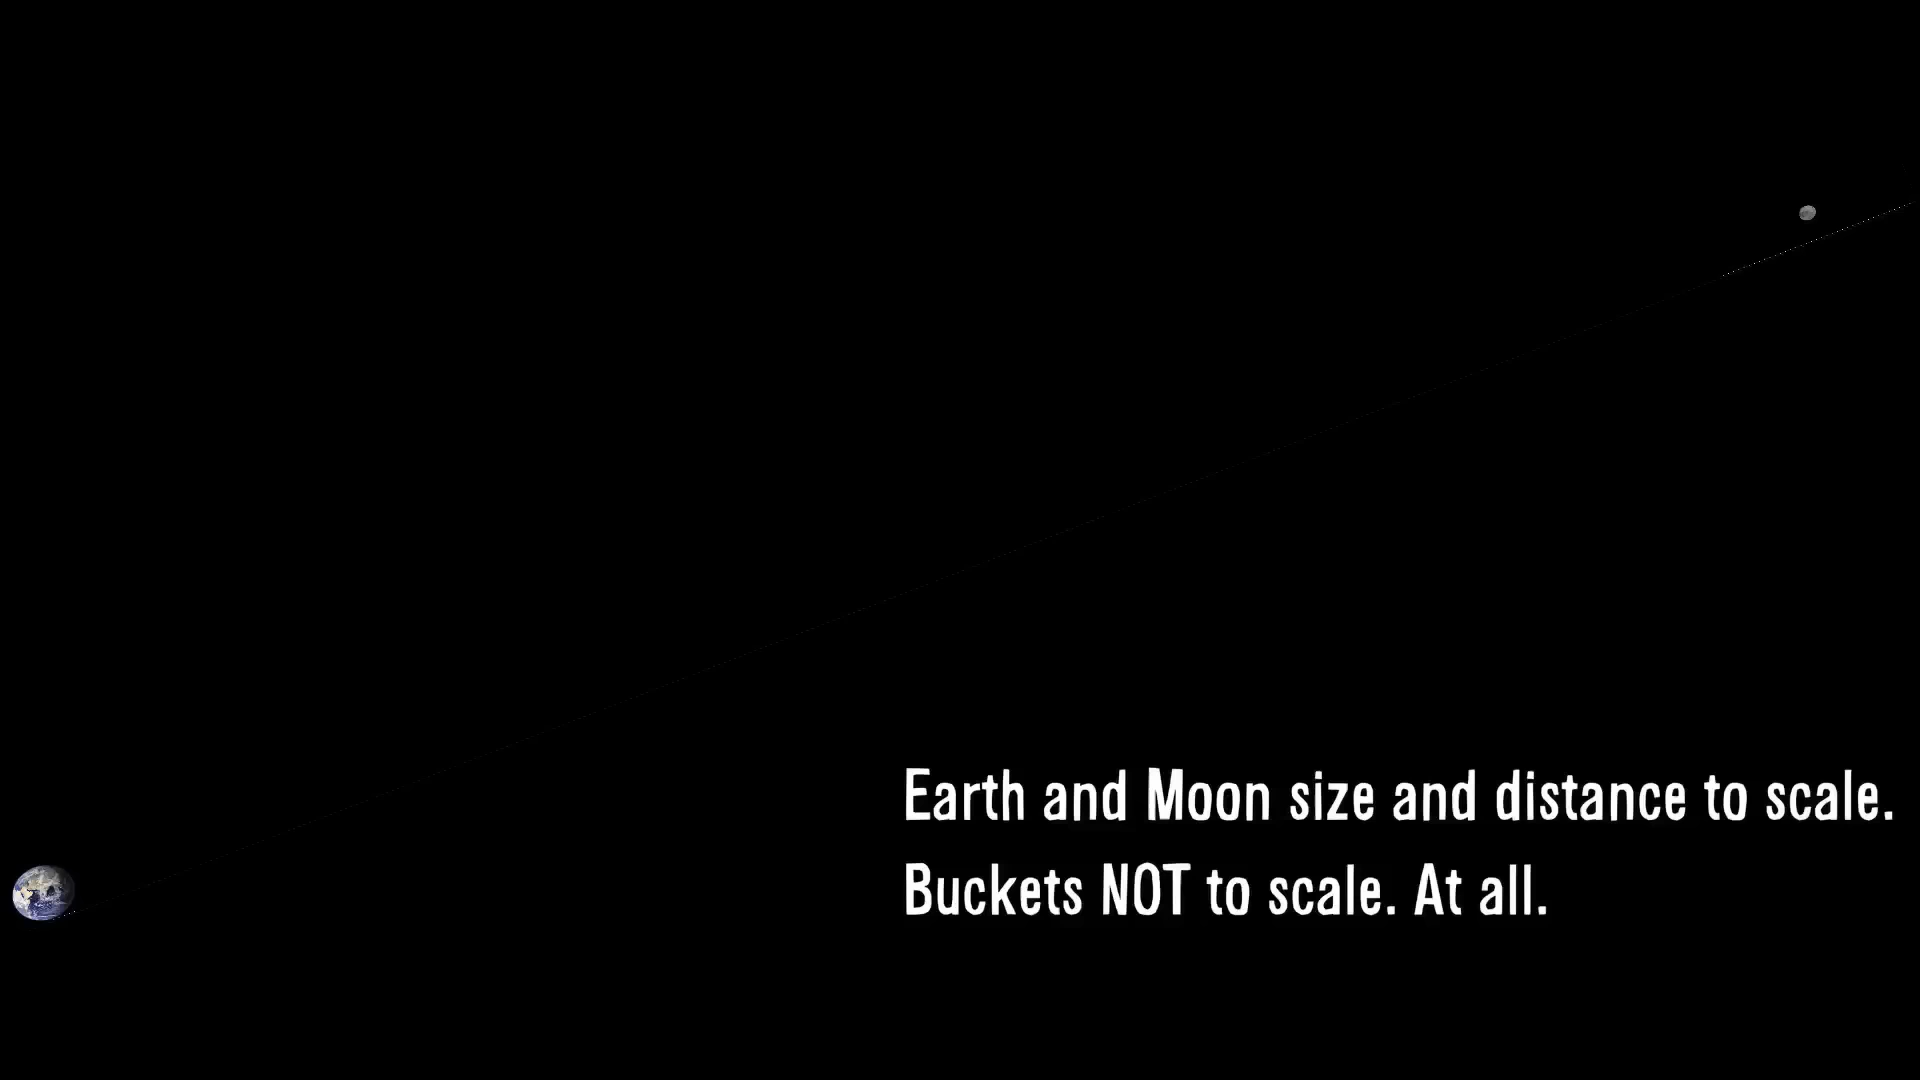 Earth and Moon size and distance to scale.
Buckets NOT to scale. At all.